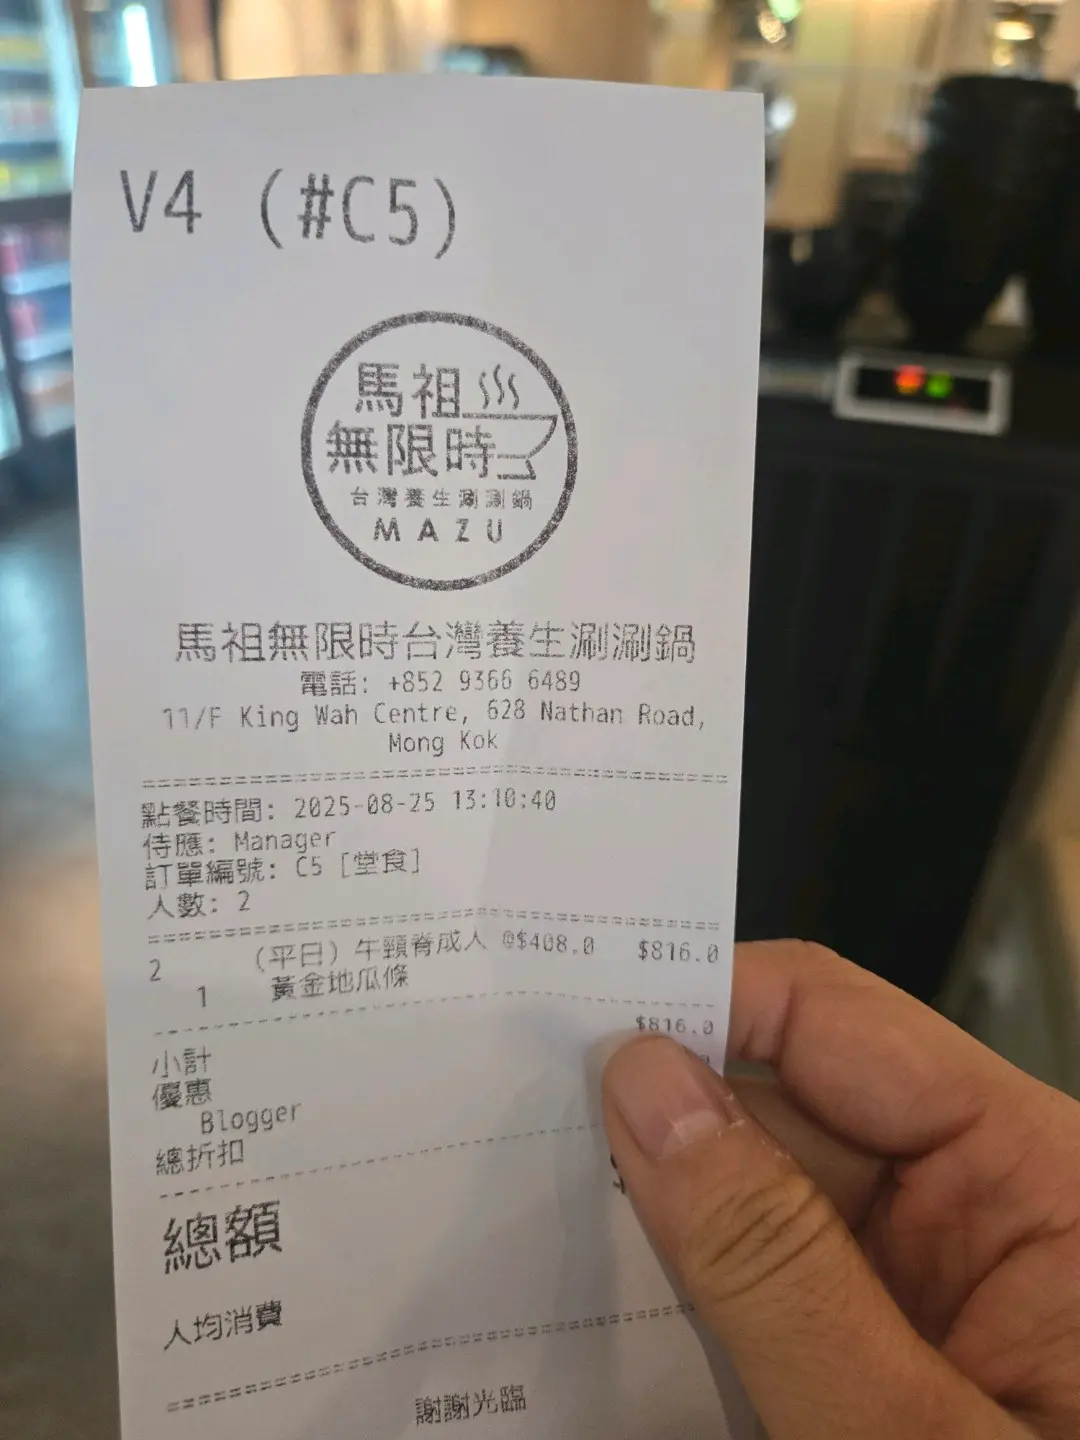 V4 (#C5)
馬祖
無限時
台灣養生涮涮鍋
MAZU
馬祖無限時台灣養生涮涮鍋
電話: +852 9366 6489
11/F King Wah Centre, 628 Nathan Road,
Mong Kok
點餐時間: 2025-08-25 13:10:40
侍應: Manager
訂單編號: C5 [堂食]
人數: 2
2 (平日) 牛頸脊成人 @$408.0 $816.0
1 黃金地瓜條
小計 $816.0
優惠
Blogger
總折扣
總額
人均消費
謝謝光臨